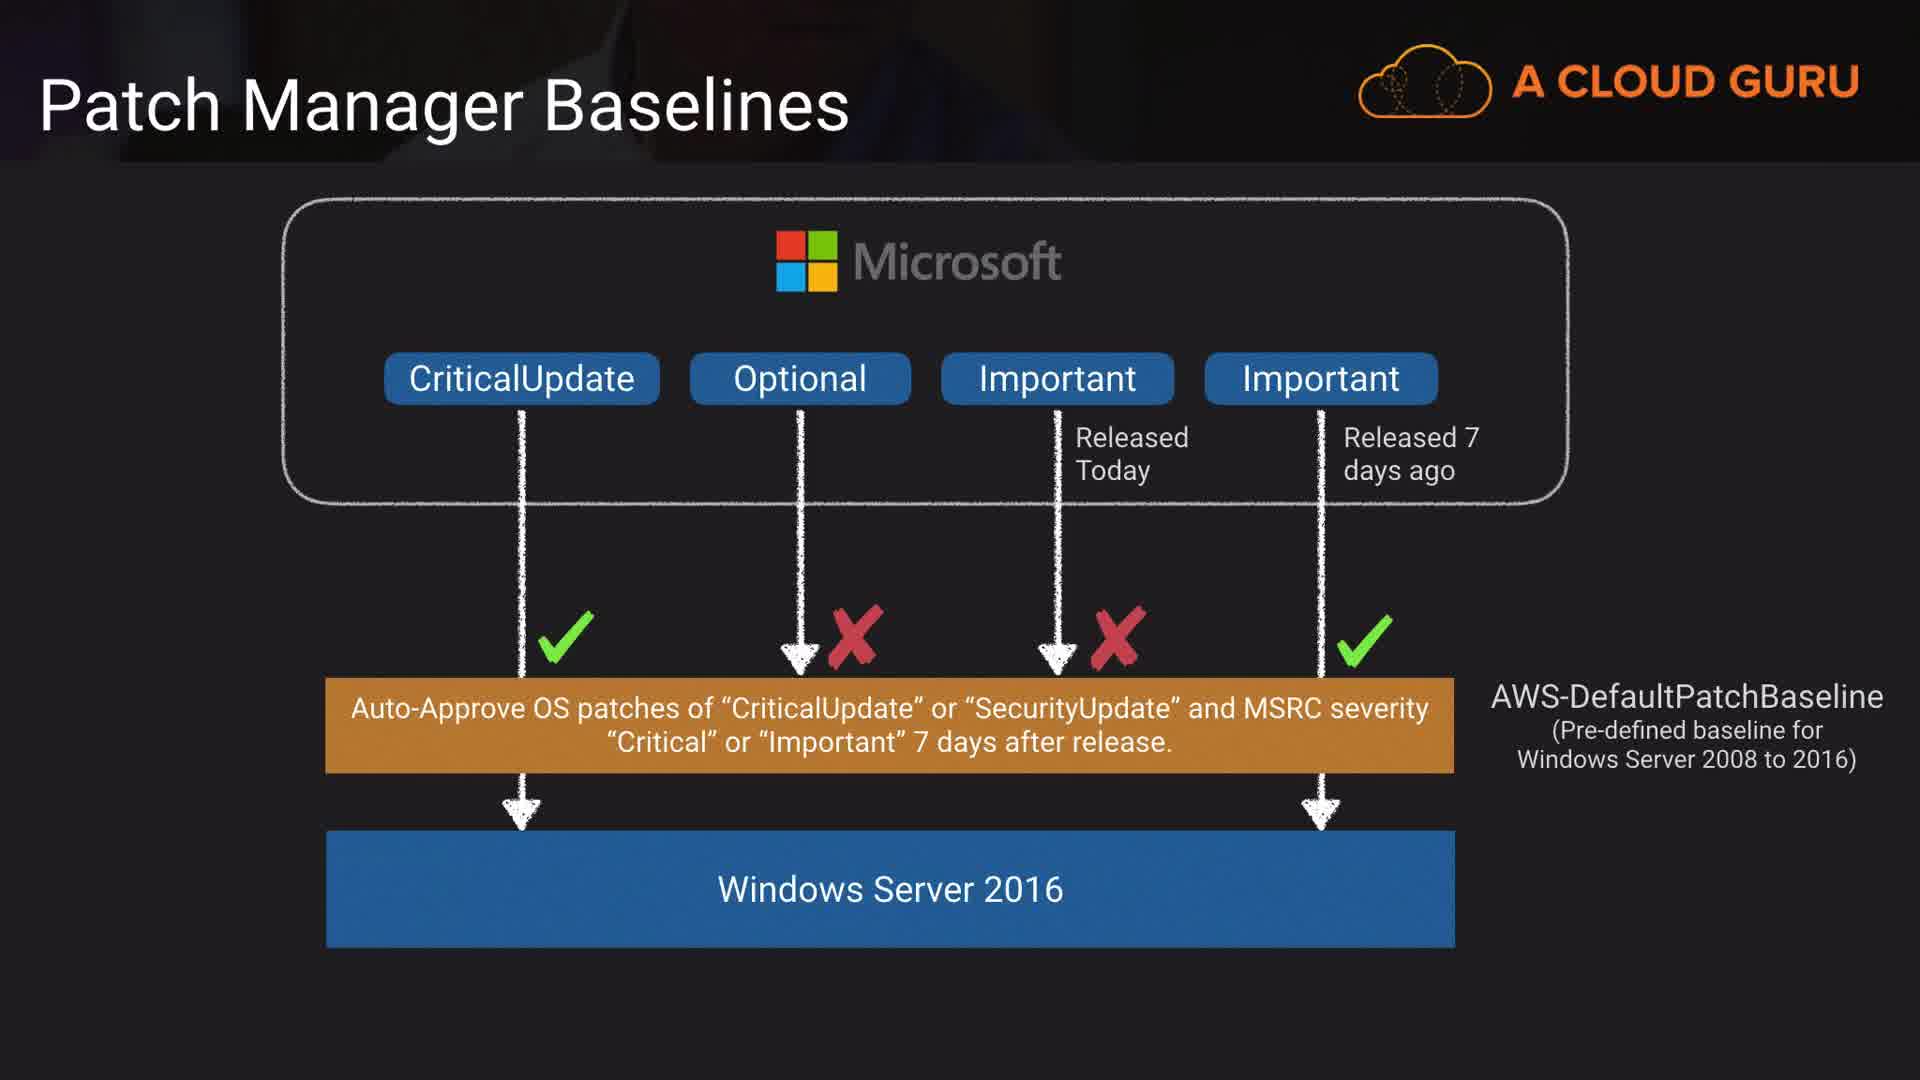 Patch Manager Baselines
A CLOUD GURU
Microsoft
CriticalUpdate
Optional
Important
Important
Released
Today
Released 7
days ago
Auto-Approve OS patches of “CriticalUpdate” or “SecurityUpdate” and MSRC severity
“Critical” or “Important” 7 days after release.
AWS-DefaultPatchBaseline
(Pre-defined baseline for
Windows Server 2008 to 2016)
Windows Server 2016